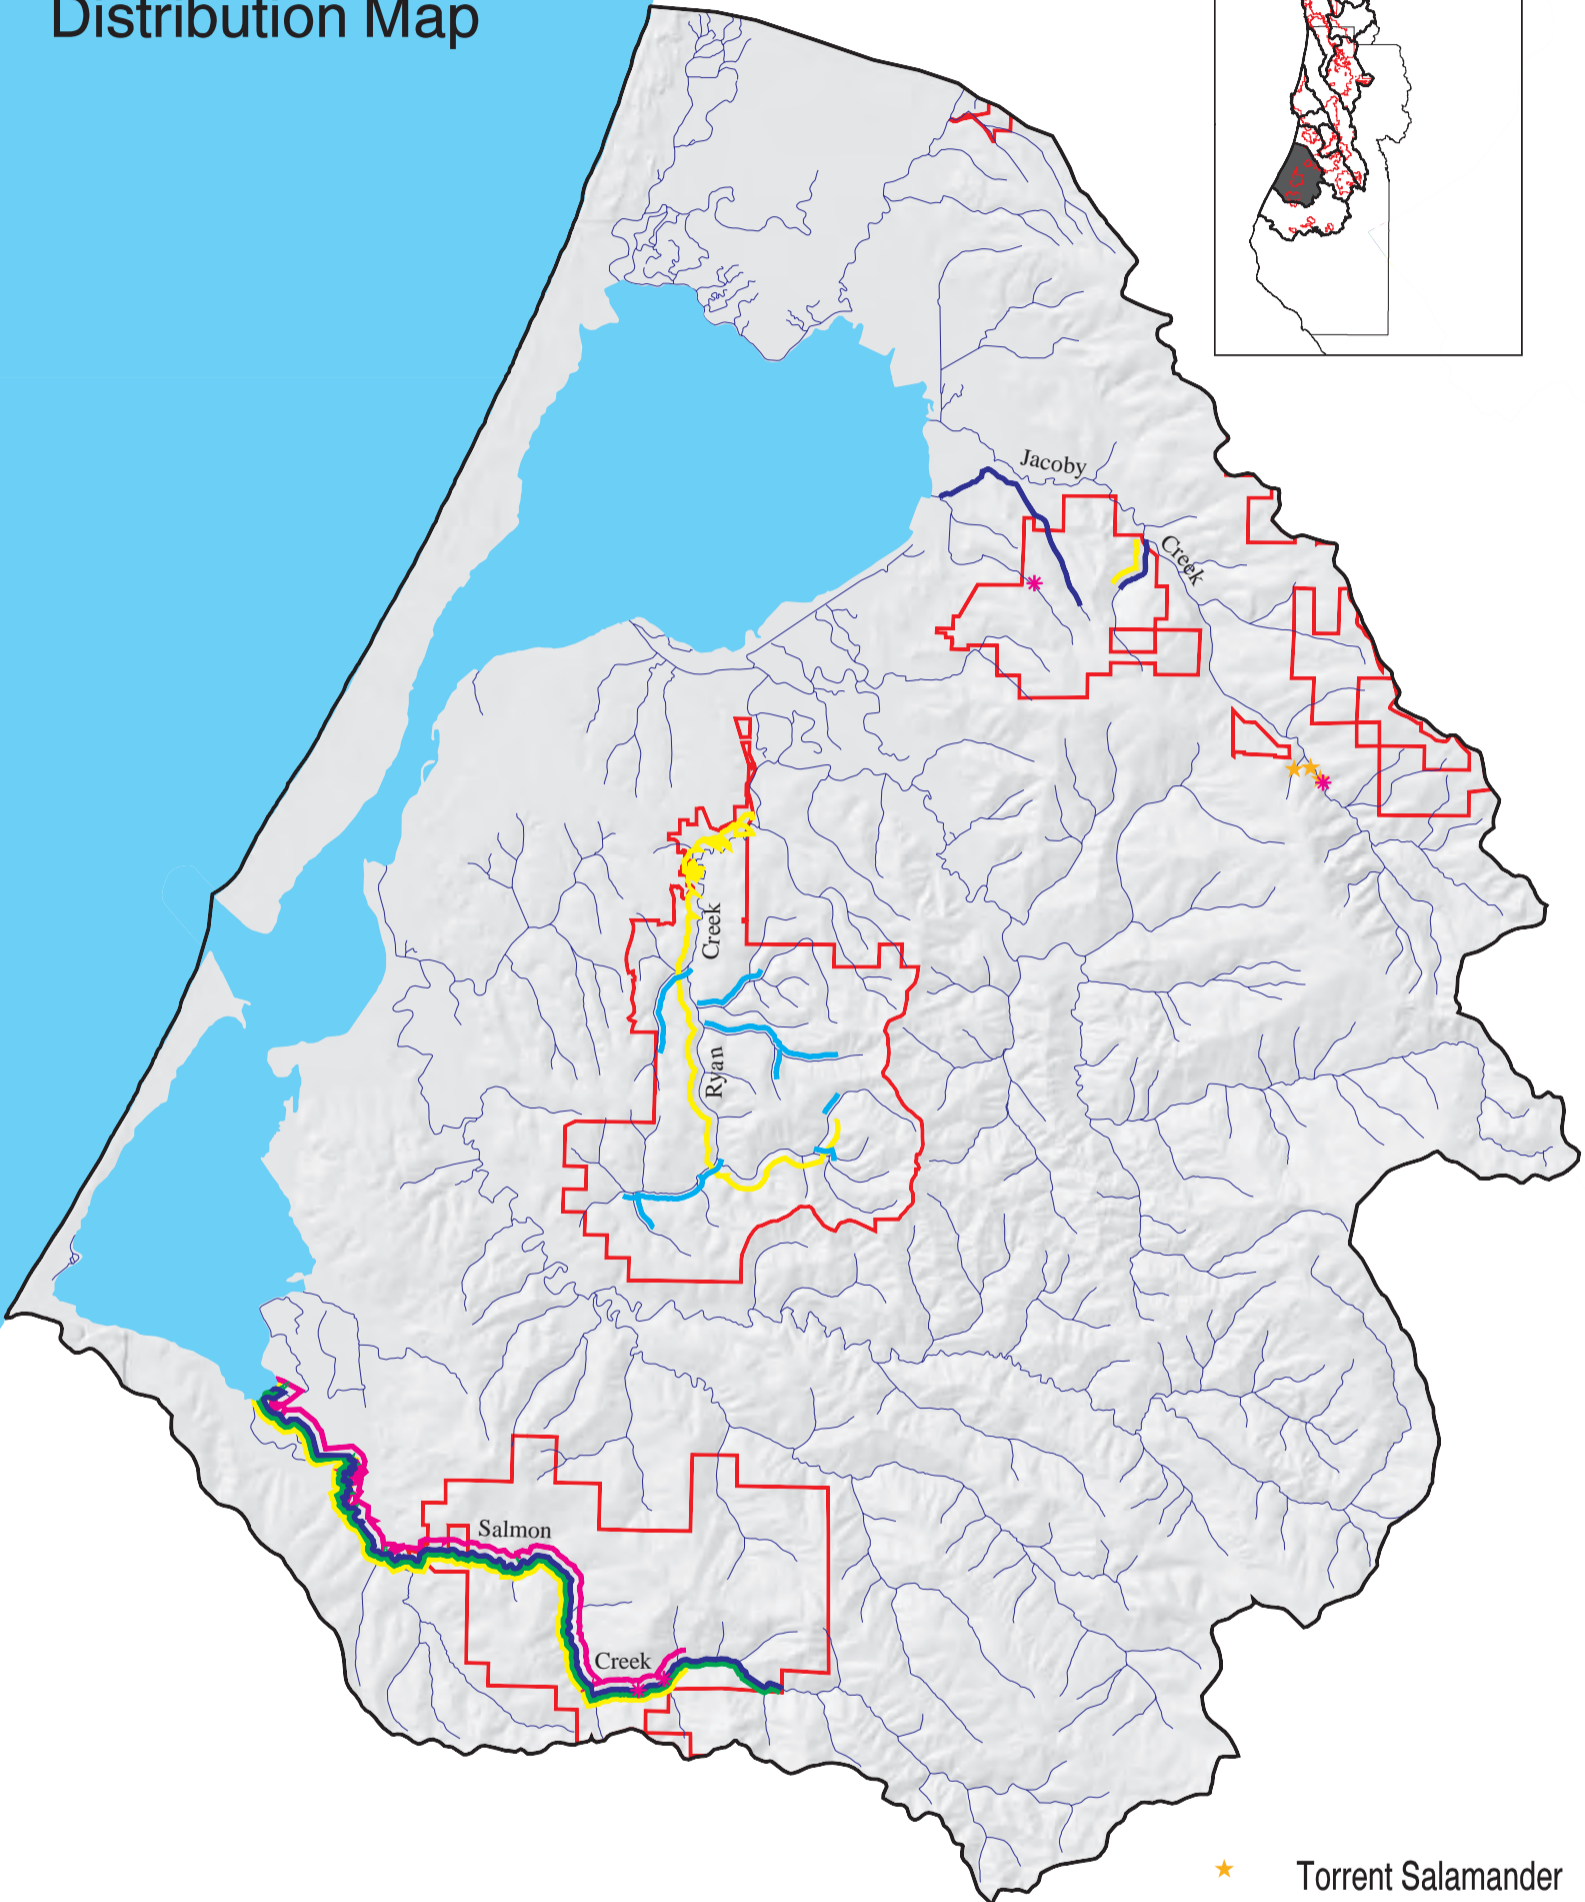 Distribution Map
Jacoby
Creek
Creek
Ryan
Salmon
Creek
Torrent Salamander